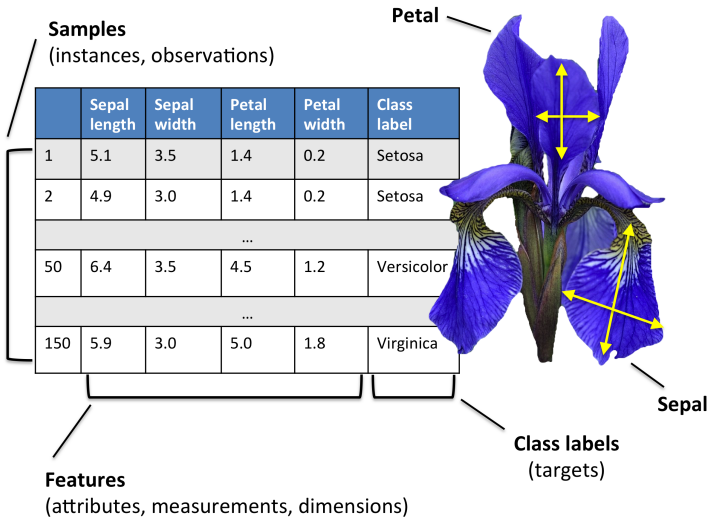 Samples
(instances, observations)
Petal
Sepal length Sepal width Petal length Petal width Class label
1 5.1 3.5 1.4 0.2 Setosa
2 4.9 3.0 1.4 0.2 Setosa
…
50 6.4 3.5 4.5 1.2 Versicolor
…
150 5.9 3.0 5.0 1.8 Virginica
Sepal
Class labels
(targets)
Features
(attributes, measurements, dimensions)